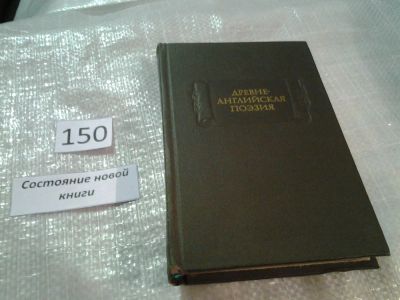 150
Состояние новой
книги
ДРЕВНЕ-
АНГЛИЙСКАЯ
ПОЭЗИЯ